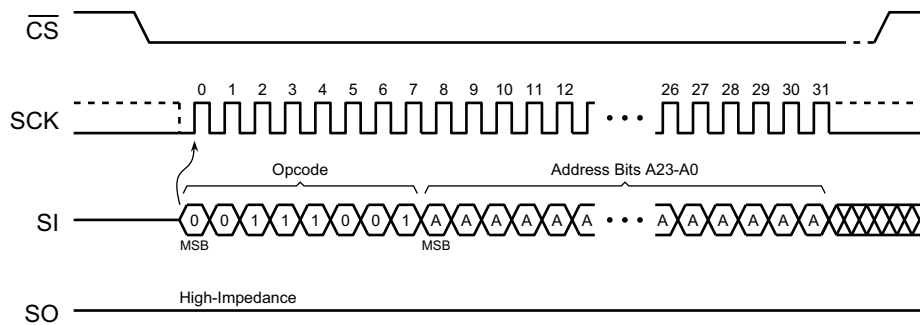 CS
0 1 2 3 4 5 6 7 8 9 10 11 12 26 27 28 29 30 31
SCK
Opcode Address Bits A23-A0
SI 0 0 1 1 1 0 0 1 A A A A A A A A A A A A
MSB MSB
High-Impedance
SO